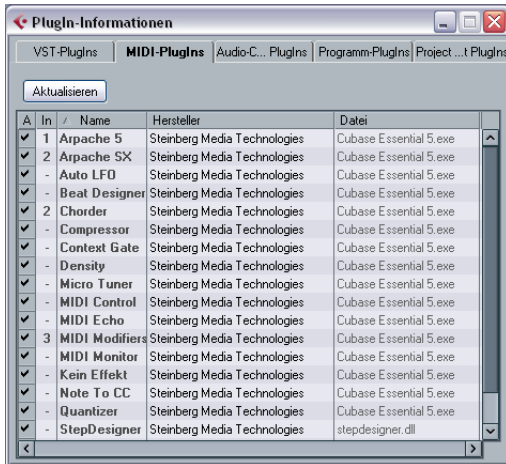 PlugIn-Informationen
VST-PlugIns MIDI-PlugIns Audio-C... PlugIns Programm-PlugIns Project ...t PlugIns
Aktualisieren
A In Name Hersteller Datei
1 Arpache 5 Steinberg Media Technologies Cubase Essential 5.exe
2 Arpache SX Steinberg Media Technologies Cubase Essential 5.exe
- Auto LFO Steinberg Media Technologies Cubase Essential 5.exe
- Beat Designer Steinberg Media Technologies Cubase Essential 5.exe
2 Chorder Steinberg Media Technologies Cubase Essential 5.exe
- Compressor Steinberg Media Technologies Cubase Essential 5.exe
- Context Gate Steinberg Media Technologies Cubase Essential 5.exe
- Density Steinberg Media Technologies Cubase Essential 5.exe
- Micro Tuner Steinberg Media Technologies Cubase Essential 5.exe
- MIDI Control Steinberg Media Technologies Cubase Essential 5.exe
- MIDI Echo Steinberg Media Technologies Cubase Essential 5.exe
3 MIDI Modifiers Steinberg Media Technologies Cubase Essential 5.exe
- MIDI Monitor Steinberg Media Technologies Cubase Essential 5.exe
- Kein Effekt Steinberg Media Technologies Cubase Essential 5.exe
- Note To CC Steinberg Media Technologies Cubase Essential 5.exe
- Quantizer Steinberg Media Technologies Cubase Essential 5.exe
- StepDesigner Steinberg Media Technologies stepdesigner.dll